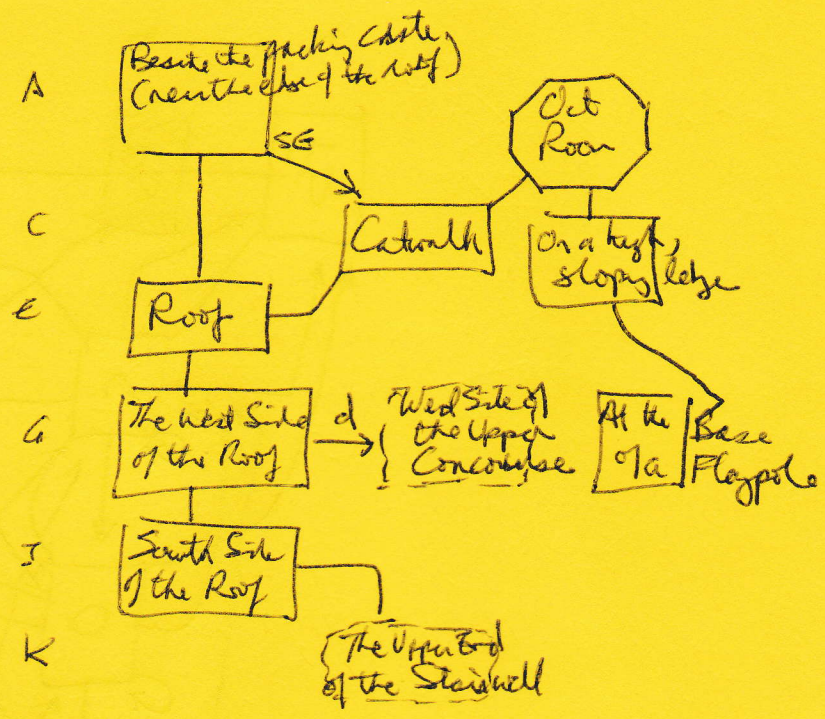 A
Beside the packing crate,
(near the edge of the roof)
SE
Oct
Room
C
Catwalk
On a high,
sloping ledge
E
Roof
G
The West Side
of the Roof
d
West Side of
the Upper
Concourse
At the Base
of a Flagpole
I
South Side
of the Roof
K
The Upper End
of the Stairwell